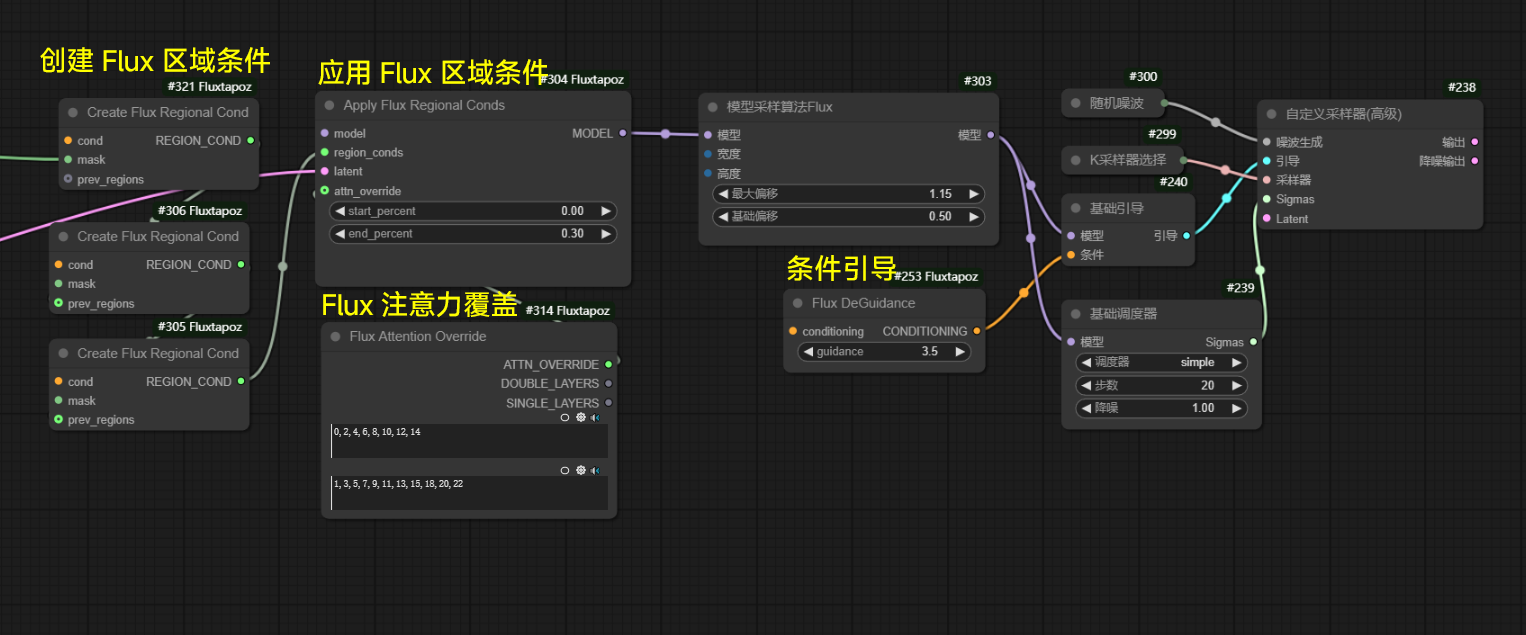 创建 Flux 区域条件
#321 Fluxtapoz
Create Flux Regional Cond
cond REGION_COND
mask
prev_regions
#306 Fluxtapoz
Create Flux Regional Cond
cond REGION_COND
mask
prev_regions
#305 Fluxtapoz
Create Flux Regional Cond
cond REGION_COND
mask
prev_regions
应用 Flux 区域条件
#304 Fluxtapoz
Apply Flux Regional Conds
model MODEL
region_conds
latent
attn_override
start_percent 0.00
end_percent 0.30
Flux 注意力覆盖
#314 Fluxtapoz
Flux Attention Override
ATTN_OVERRIDE
DOUBLE_LAYERS
SINGLE_LAYERS
0, 2, 4, 6, 8, 10, 12, 14
1, 3, 5, 7, 9, 11, 13, 15, 18, 20, 22
#303
模型采样算法Flux
模型 模型
宽度
高度
最大偏移 1.15
基础偏移 0.50
条件引导
#253 Fluxtapoz
Flux DeGuidance
conditioning CONDITIONING
guidance 3.5
#300
随机噪波
#299
K采样器选择
#240
基础引导
模型 引导
条件
#239
基础调度器
模型 Sigmas
调度器 simple
步数 20
降噪 1.00
#238
自定义采样器(高级)
噪波生成 输出
引导 降噪输出
采样器
Sigmas
Latent